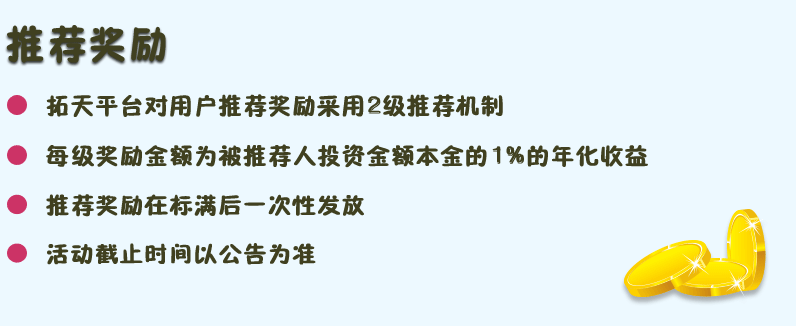 推荐奖励
拓天平台对用户推荐奖励采用2级推荐机制
每级奖励金额为被推荐人投资金额本金的1%的年化收益
推荐奖励在标满后一次性发放
活动截止时间以公告为准